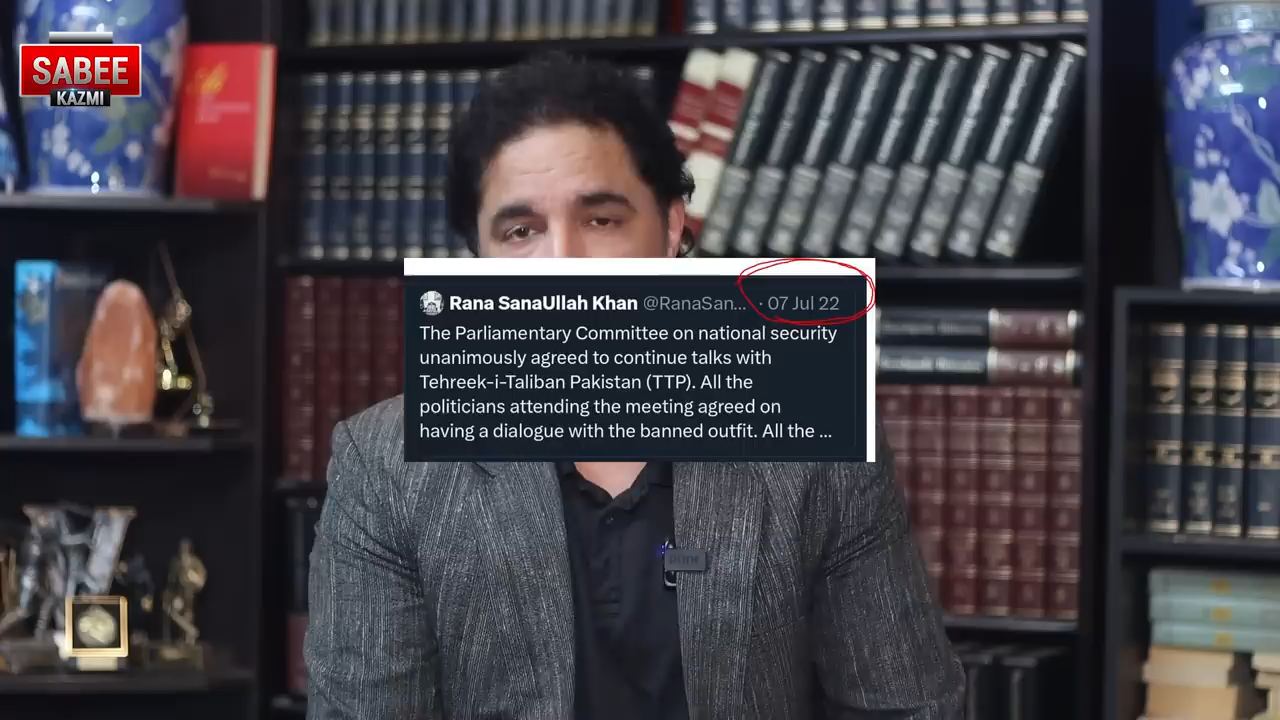 SABEE
KAZMI
Rana SanaUllah Khan @RanaSan... · 07 Jul 22
The Parliamentary Committee on national security
unanimously agreed to continue talks with
Tehreek-i-Taliban Pakistan (TTP). All the
politicians attending the meeting agreed on
having a dialogue with the banned outfit. All the ...
RODE